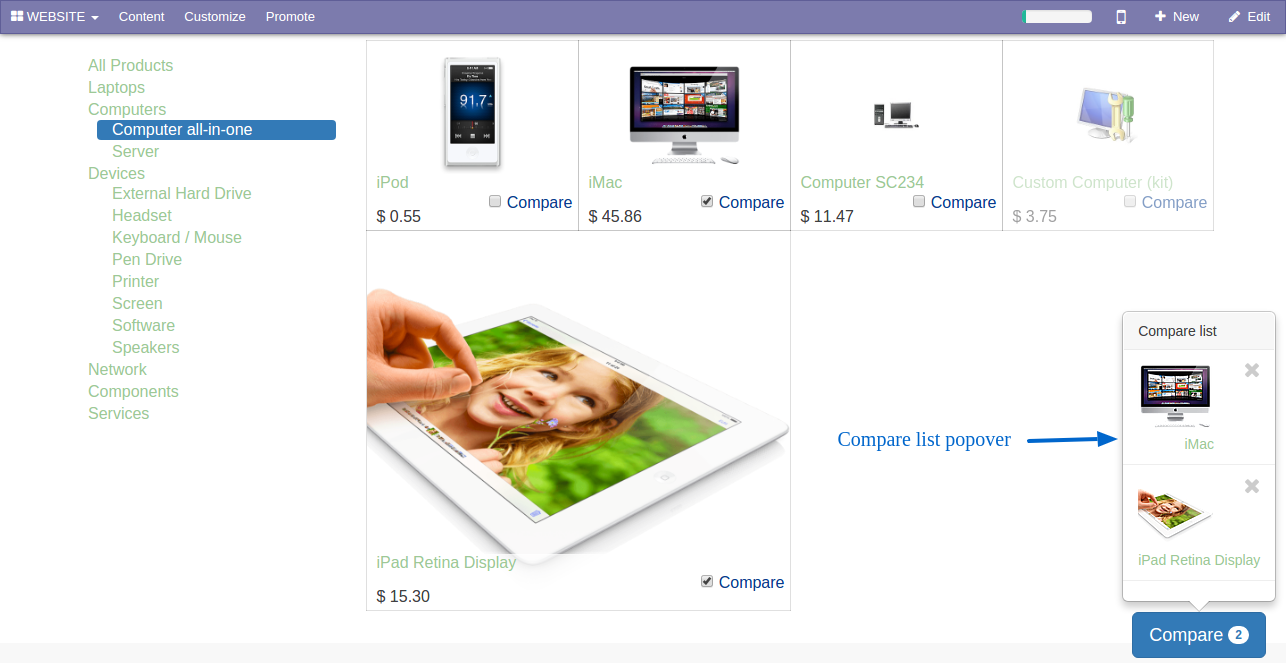 WEBSITE Content Customize Promote New Edit
All Products
Laptops
Computers
Computer all-in-one
Server
Devices
External Hard Drive
Headset
Keyboard / Mouse
Pen Drive
Printer
Screen
Software
Speakers
Network
Components
Services
91.7
iPod
Compare
$ 0.55
iMac
Compare
$ 45.86
Computer SC234
Compare
$ 11.47
Custom Computer (kit)
Compare
$ 3.75
iPad Retina Display
Compare
$ 15.30
Compare list popover
Compare list
iMac
iPad Retina Display
Compare 2